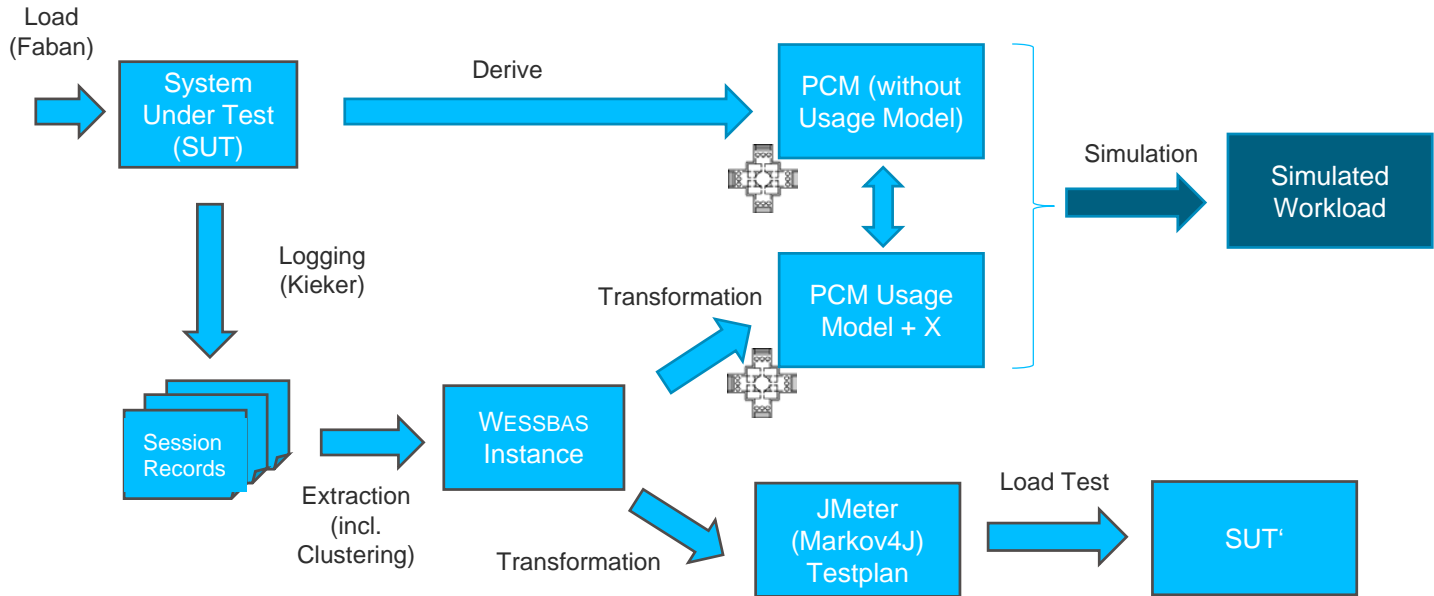 Load
(Faban)
System
Under Test
(SUT)
Derive
PCM (without
Usage Model)
Simulation
Simulated
Workload
Logging
(Kieker)
Transformation
PCM Usage
Model + X
Session
Records
Extraction
(incl.
Clustering)
WESSBAS
Instance
Transformation
JMeter
(Markov4J)
Testplan
Load Test
SUT‘